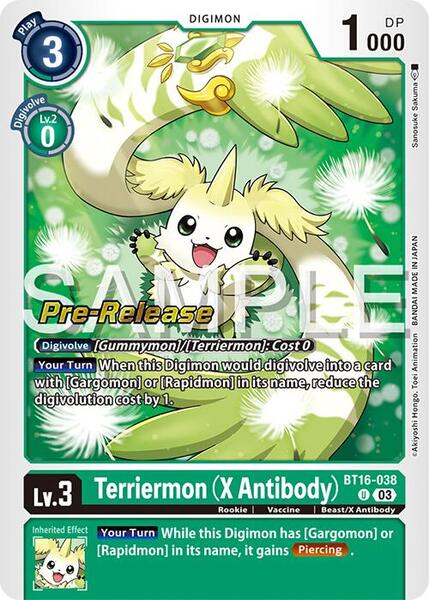 Play
3
DIGIMON
DP
1000
Digivolve
Lv.2
0
Sanosuke Sakuma
SAMPLE
Pre-Release
Digivolve [Gummymon]/[Terriermon]: Cost 0
Your Turn When this Digimon would digivolve into a card
with [Gargomon] or [Rapidmon] in its name, reduce the
digivolution cost by 1.
©Akiyoshi Hongo, Toei Animation BANDAI MADE IN JAPAN
Lv.3
Terriermon (X Antibody)
BT16-038
U 03
Rookie | Vaccine | Beast/X Antibody
Inherited Effect
Your Turn While this Digimon has [Gargomon] or
[Rapidmon] in its name, it gains Piercing.